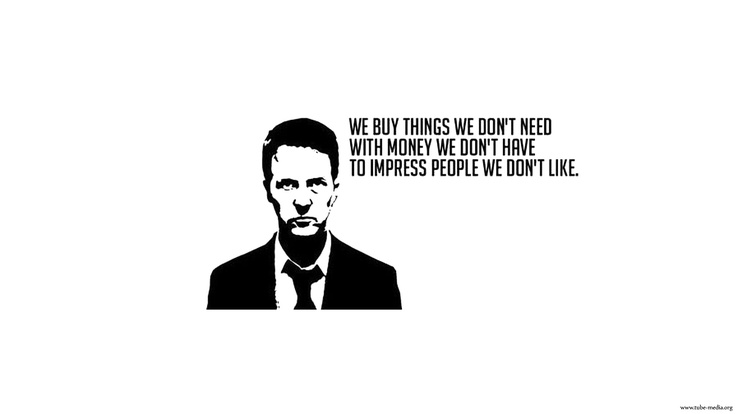 WE BUY THINGS WE DON'T NEED
WITH MONEY WE DON'T HAVE
TO IMPRESS PEOPLE WE DON'T LIKE.
www.tube-media.org